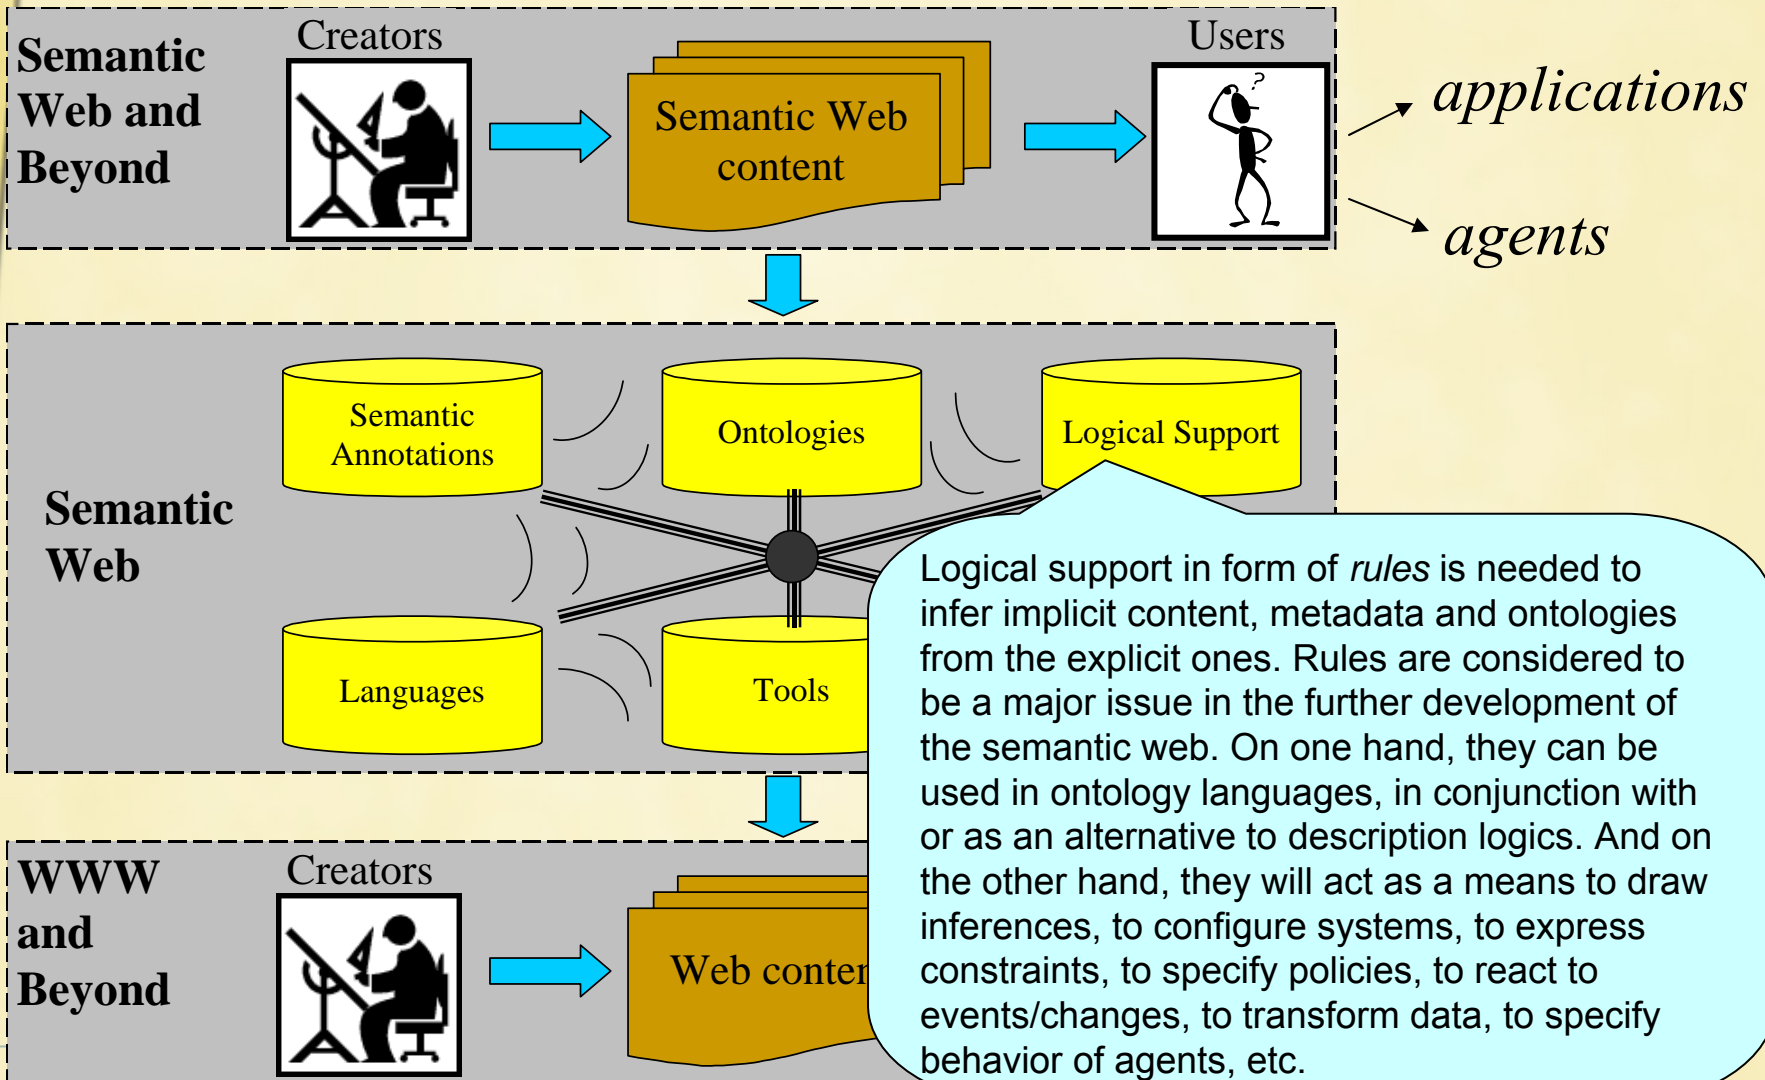 Semantic
Web and
Beyond
Creators
Semantic Web
content
Users
?
applications
agents
Semantic
Web
Semantic
Annotations
Ontologies
Logical Support
Languages
Tools
Logical support in form of rules is needed to
infer implicit content, metadata and ontologies
from the explicit ones. Rules are considered to
be a major issue in the further development of
the semantic web. On one hand, they can be
used in ontology languages, in conjunction with
or as an alternative to description logics. And on
the other hand, they will act as a means to draw
inferences, to configure systems, to express
constraints, to specify policies, to react to
events/changes, to transform data, to specify
behavior of agents, etc.
WWW
and
Beyond
Creators
Web conten